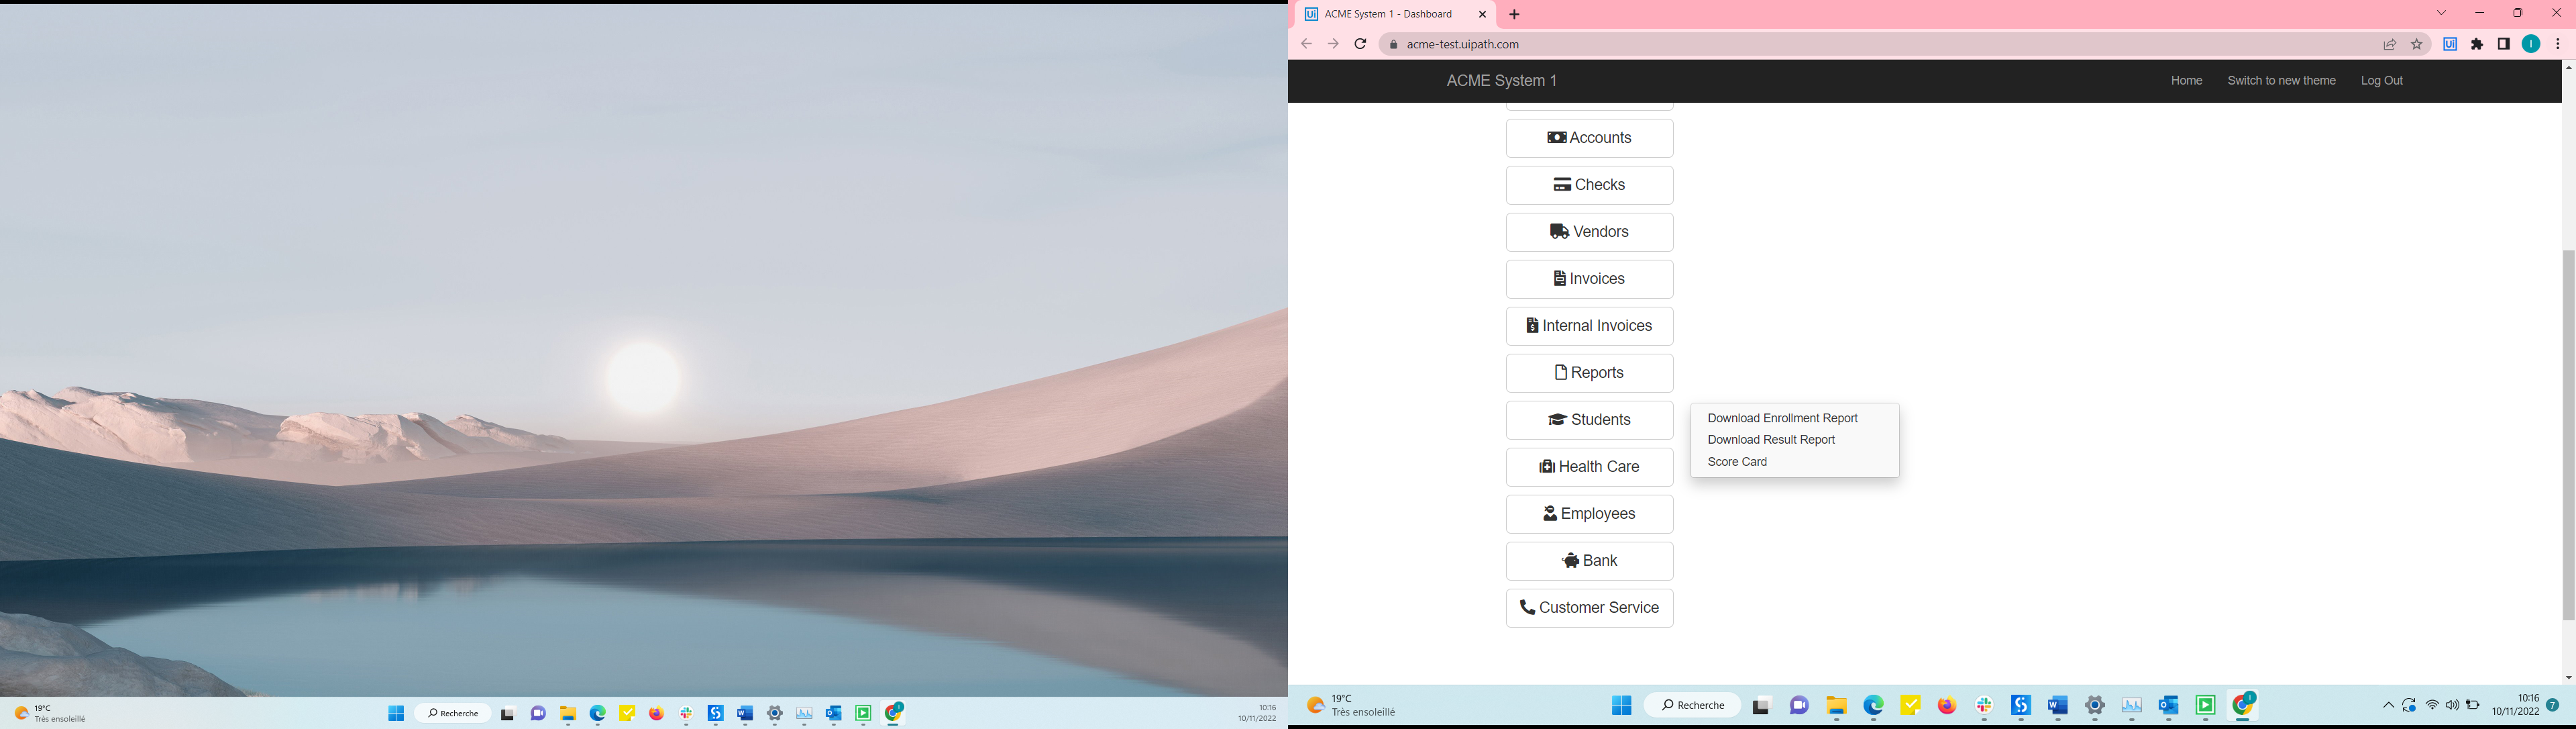 19°C
Très ensoleillé
Recherche
10:16
10/11/2022
ACME System 1 - Dashboard
acme-test.uipath.com
ACME System 1
Home
Switch to new theme
Log Out
Accounts
Checks
Vendors
Invoices
Internal Invoices
Reports
Students
Download Enrollment Report
Download Result Report
Score Card
Health Care
Employees
Bank
Customer Service
19°C
Très ensoleillé
Recherche
10:16
10/11/2022
7